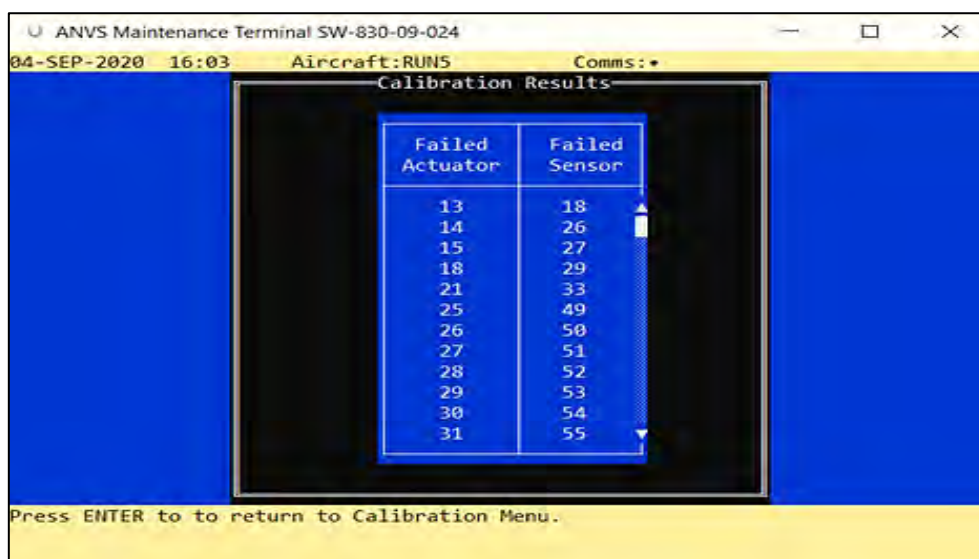 ANVS Maintenance Terminal SW-830-09-024
04-SEP-2020 16:03 Aircraft:RUN5 Comms:•
Calibration Results
Failed Actuator Failed Sensor
13 18
14 26
15 27
18 29
21 33
25 49
26 50
27 51
28 52
29 53
30 54
31 55
Press ENTER to to return to Calibration Menu.